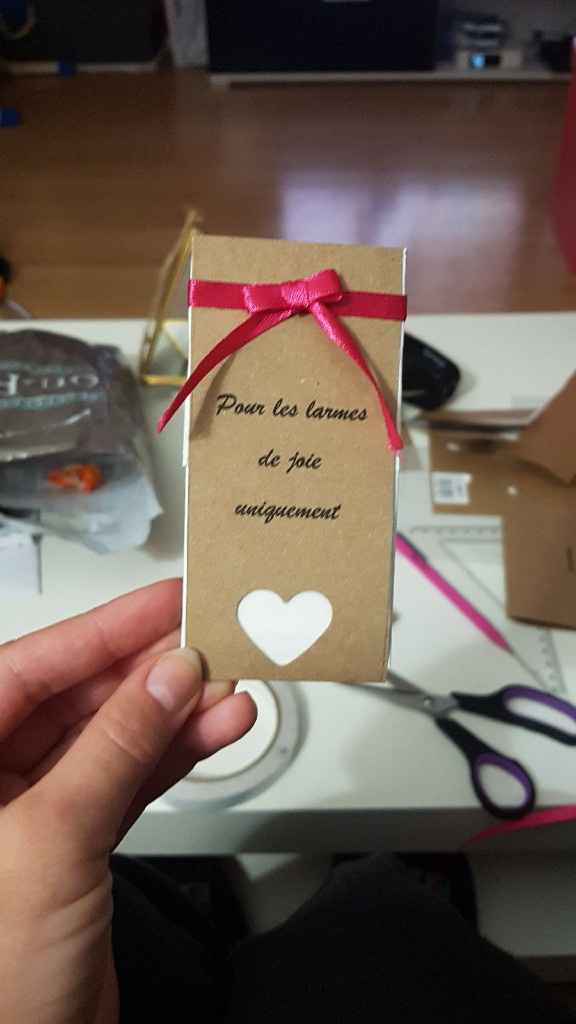 Pour les larmes
de joie
uniquement